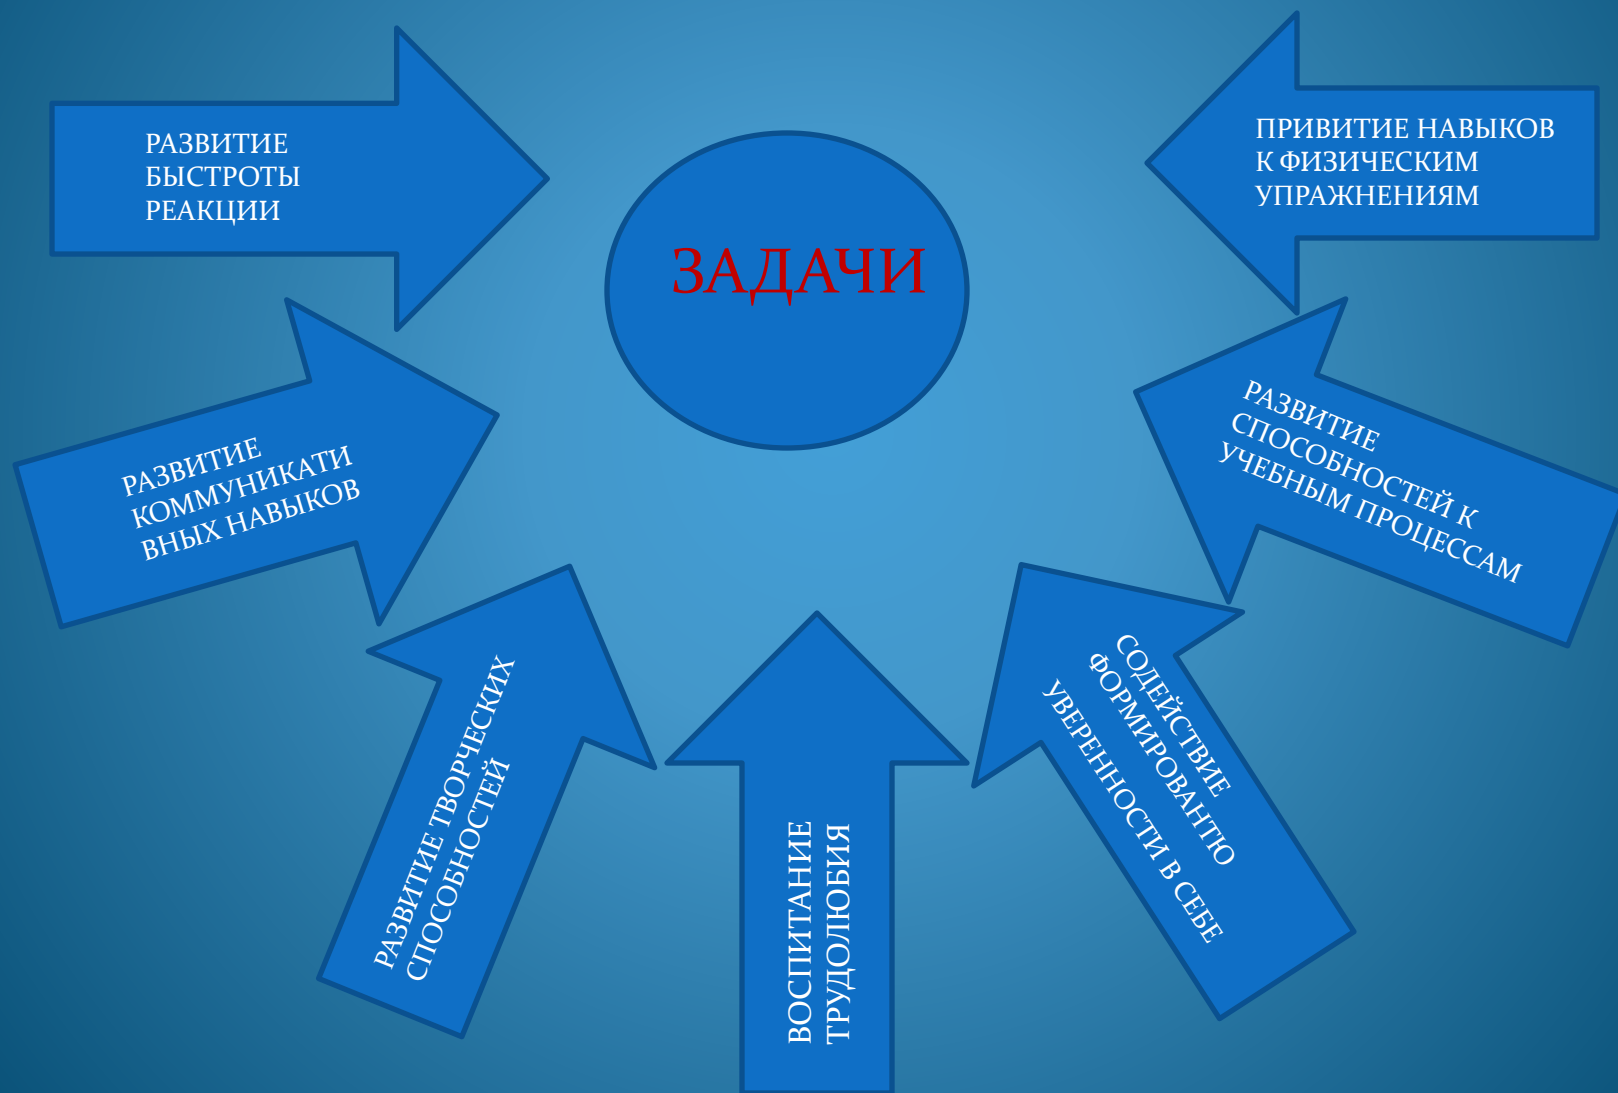 РАЗВИТИЕ
БЫСТРОТЫ
РЕАКЦИИ
ЗАДАЧИ
ПРИВИТИЕ НАВЫКОВ
К ФИЗИЧЕСКИМ
УПРАЖНЕНИЯМ
РАЗВИТИЕ
КОММУНИКАТИ
ВНЫХ НАВЫКОВ
РАЗВИТИЕ
СПОСОБНОСТЕЙ К
УЧЕБНЫМ ПРОЦЕССАМ
РАЗВИТИЕ ТВОРЧЕСКИХ
СПОСОБНОСТЕЙ
ВОСПИТАНИЕ
ТРУДОЛЮБИЯ
СОДЕЙСТВИЕ
ФОРМИРОВАНТЮ
УВЕРЕННОСТИ В СЕБЕ